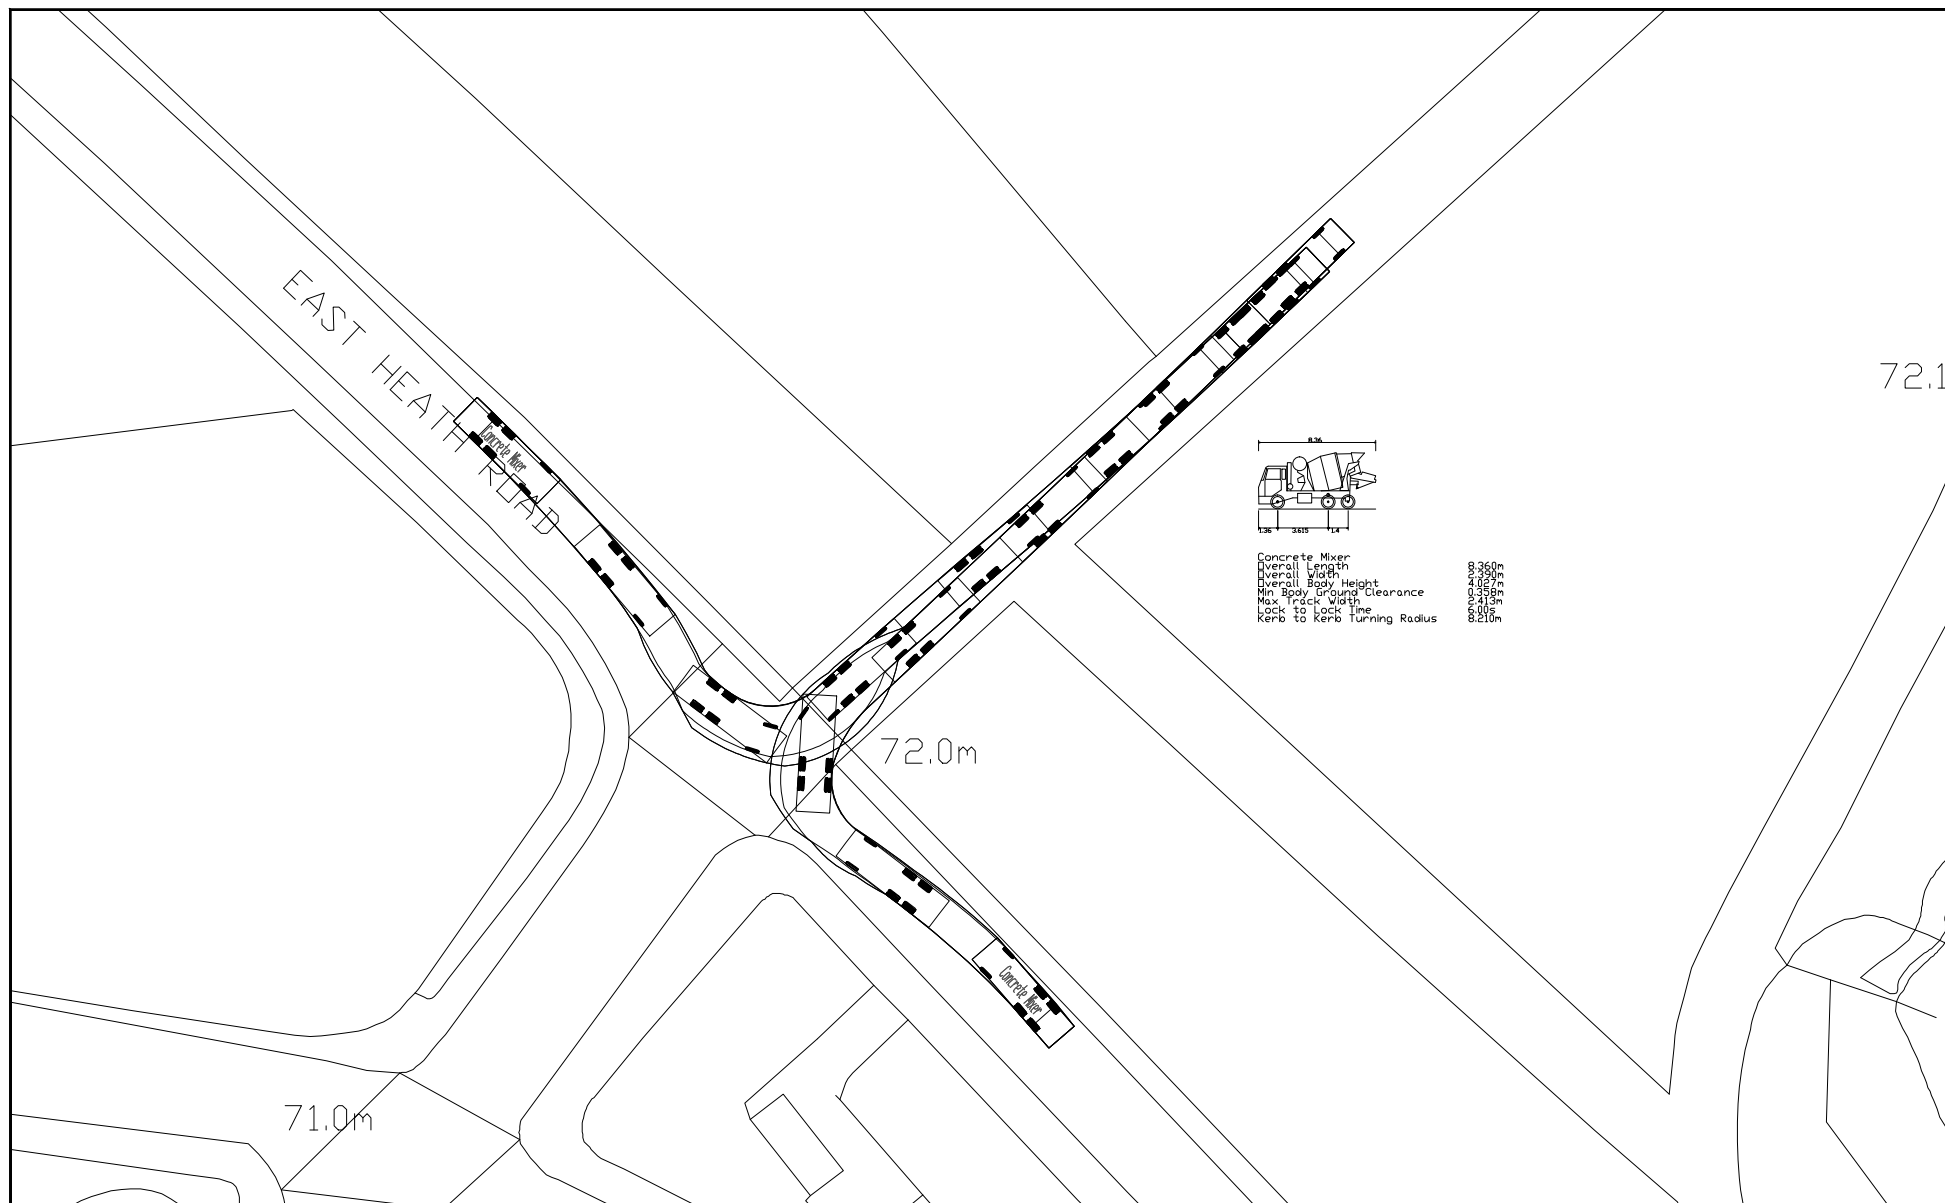 EAST HEATH ROAD
72.1
Concrete Mixer
8.36
1.36 3.615 1.4
Concrete Mixer
Overall Length 8.360m
Overall Width 2.390m
Overall Body Height 4.027m
Min Body Ground Clearance 0.358m
Max Track Width 2.413m
Lock to Lock Time 6.00s
Kerb to Kerb Turning Radius 8.210m
72.0m
Concrete Mixer
71.0m